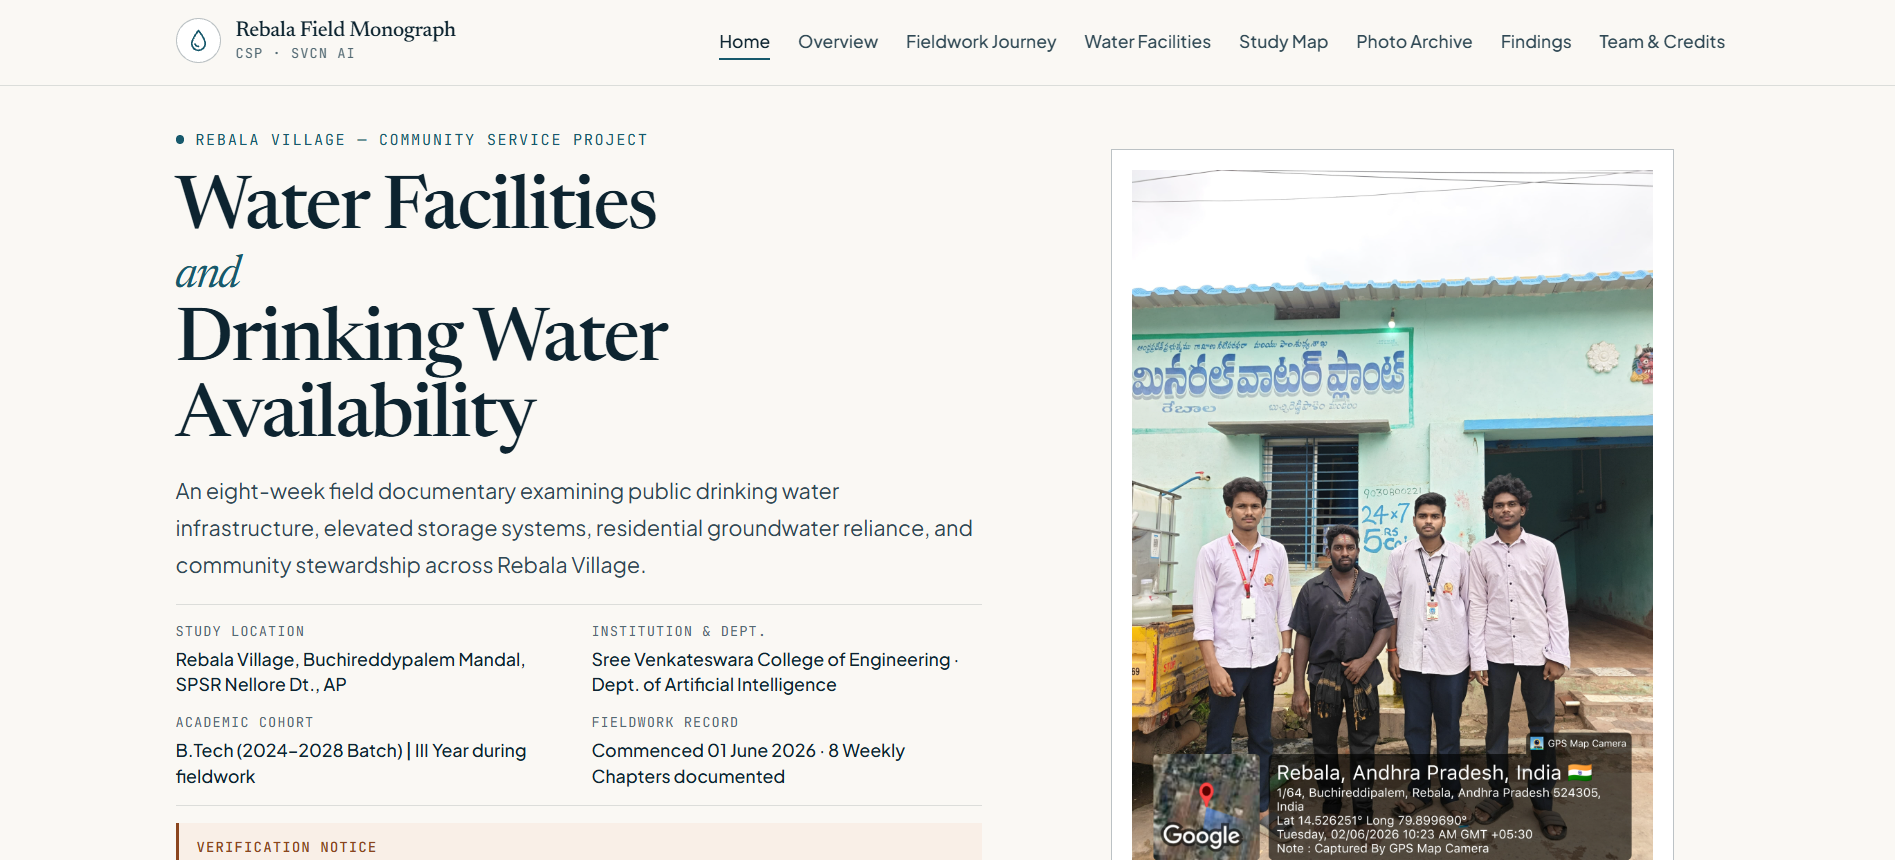 Rebala Field Monograph
CSP · SVCN AI
Home
Overview
Fieldwork Journey
Water Facilities
Study Map
Photo Archive
Findings
Team & Credits
REBALA VILLAGE — COMMUNITY SERVICE PROJECT
Water Facilities
and
Drinking Water
Availability
An eight-week field documentary examining public drinking water
infrastructure, elevated storage systems, residential groundwater reliance, and
community stewardship across Rebala Village.
STUDY LOCATION
Rebala Village, Buchireddypalem Mandal,
SPSR Nellore Dt., AP
INSTITUTION & DEPT.
Sree Venkateswara College of Engineering ·
Dept. of Artificial Intelligence
ACADEMIC COHORT
B.Tech (2024–2028 Batch) | III Year during
fieldwork
FIELDWORK RECORD
Commenced 01 June 2026 · 8 Weekly
Chapters documented
VERIFICATION NOTICE
మినరల్ వాటర్ ప్లాంట్
రేబాల
9030800221
24×7
5
RS
GPS Map Camera
Google
Rebala, Andhra Pradesh, India
1/64, Buchireddipalem, Rebala, Andhra Pradesh 524305,
India
Lat 14.526251° Long 79.899690°
Tuesday, 02/06/2026 10:23 AM GMT +05:30
Note : Captured By GPS Map Camera